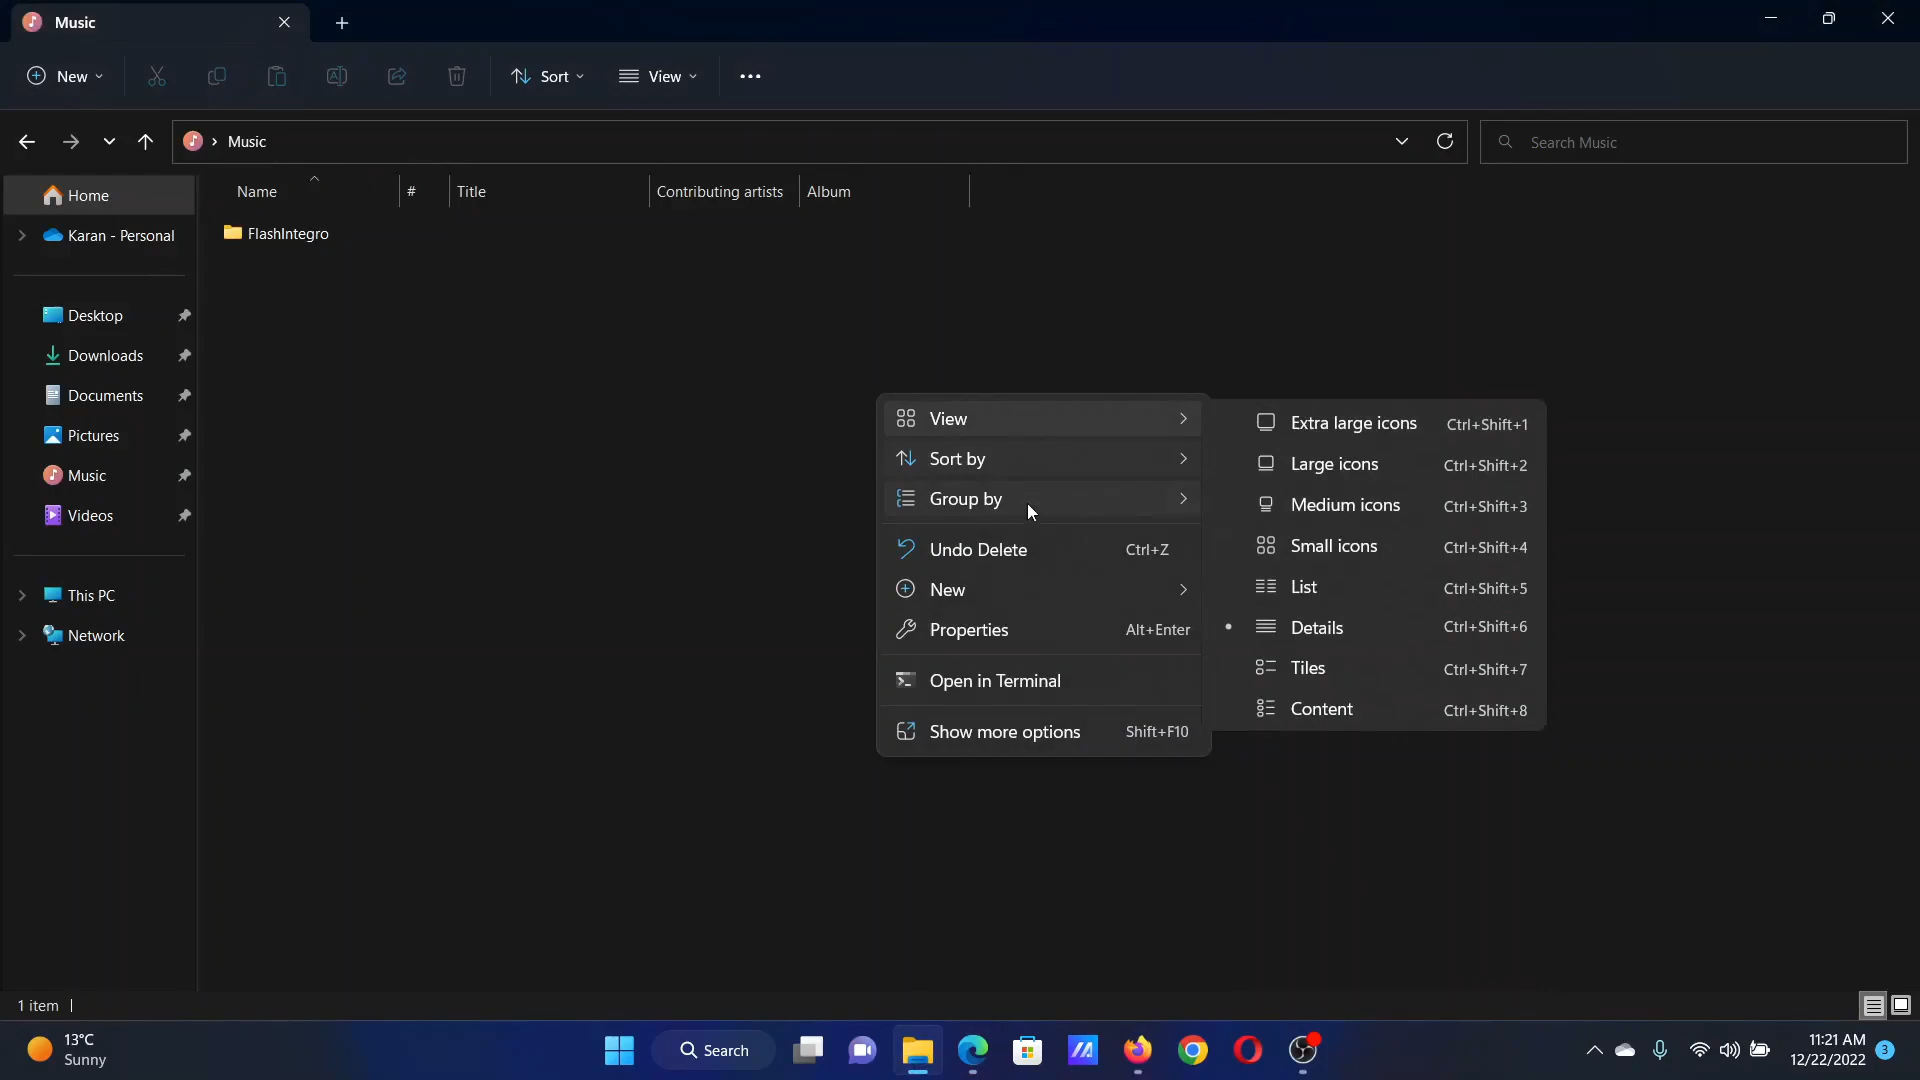 Music
New
Sort
View
Music
Search Music
Name
#
Title
Contributing artists
Album
FlashIntegro
Home
Karan - Personal
Desktop
Downloads
Documents
Pictures
Music
Videos
This PC
Network
View
Sort by
Group by
Undo Delete Ctrl+Z
New
Properties Alt+Enter
Open in Terminal
Show more options Shift+F10
Extra large icons Ctrl+Shift+1
Large icons Ctrl+Shift+2
Medium icons Ctrl+Shift+3
Small icons Ctrl+Shift+4
List Ctrl+Shift+5
Details Ctrl+Shift+6
Tiles Ctrl+Shift+7
Content Ctrl+Shift+8
1 item
13°C
Sunny
Search
11:21 AM
12/22/2022
3